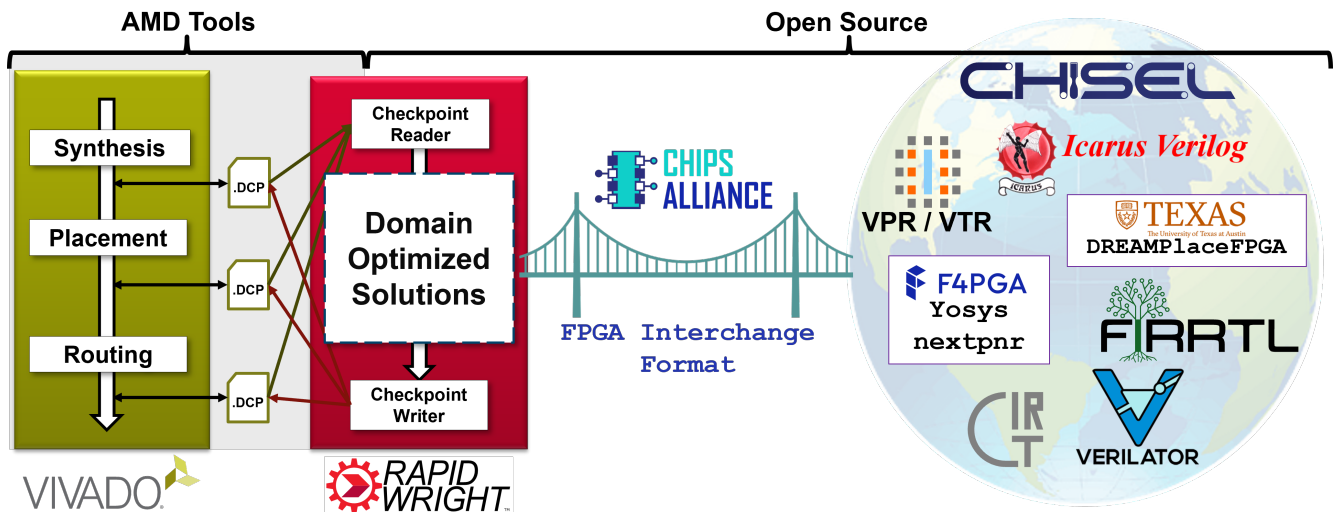 AMD Tools
Open Source
Synthesis
Placement
Routing
.DCP
.DCP
.DCP
VIVADO.
Checkpoint
Reader
Domain
Optimized
Solutions
Checkpoint
Writer
RAPID
WRIGHT™
CHIPS
ALLIANCE
FPGA Interchange
Format
CHISEL
VPR / VTR
ICARUS
Icarus Verilog
TEXAS
The University of Texas at Austin
DREAMPlaceFPGA
F4PGA
Yosys
nextpnr
FIRRTL
CIRCT
VERILATOR